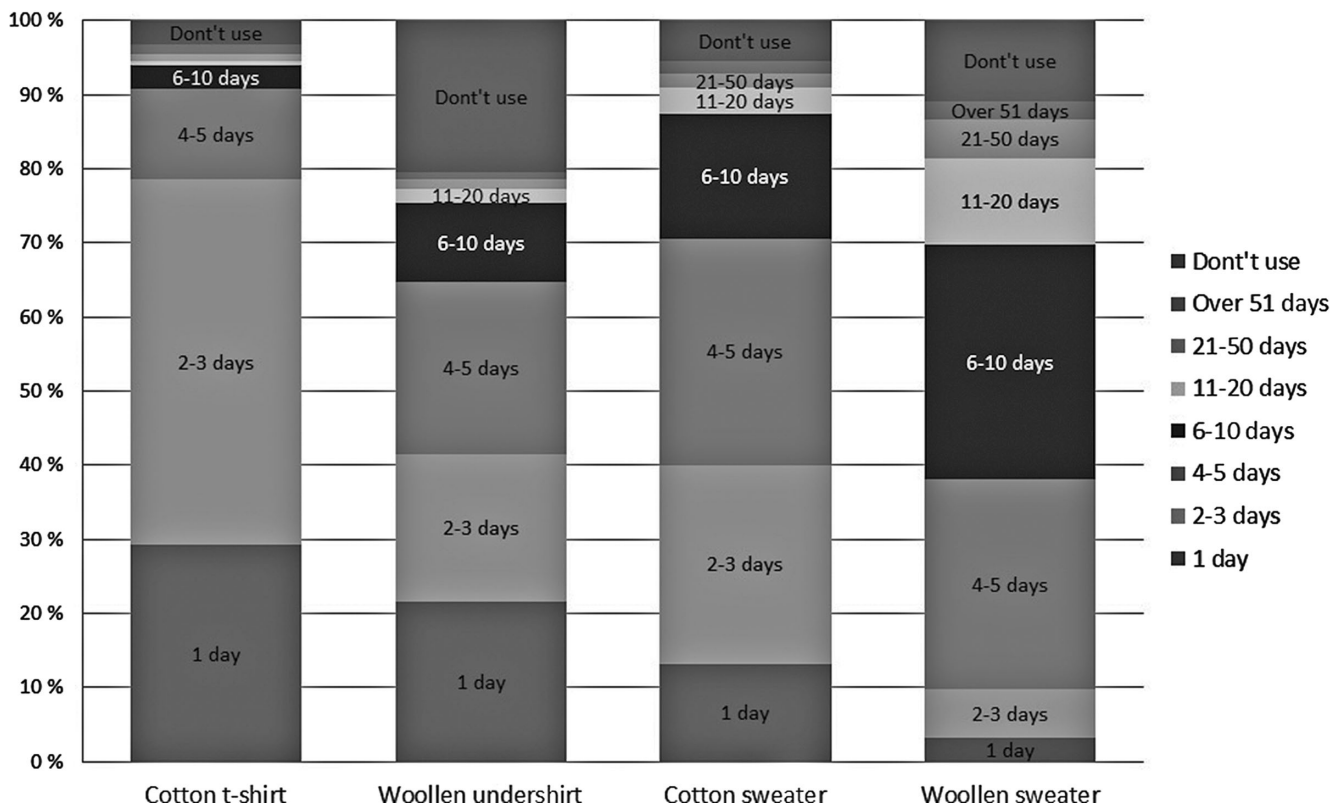 100 %
90 %
80 %
70 %
60 %
50 %
40 %
30 %
20 %
10 %
0 %
Dont't use
6-10 days
4-5 days
2-3 days
1 day
Dont't use
11-20 days
6-10 days
4-5 days
2-3 days
1 day
Dont't use
21-50 days
11-20 days
6-10 days
4-5 days
2-3 days
1 day
Dont't use
Over 51 days
21-50 days
11-20 days
6-10 days
4-5 days
2-3 days
1 day
Cotton t-shirt
Woollen undershirt
Cotton sweater
Woollen sweater
Dont't use
Over 51 days
21-50 days
11-20 days
6-10 days
4-5 days
2-3 days
1 day